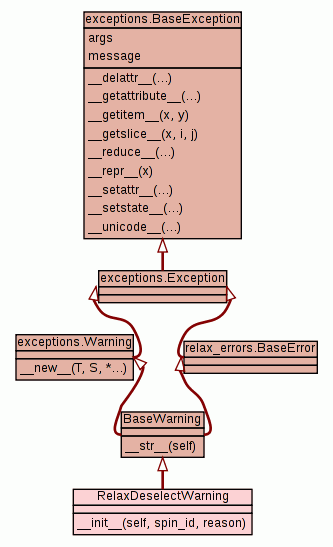 exceptions.BaseException
args
message
__delattr__(...)
__getattribute__(...)
__getitem__(x, y)
__getslice__(x, i, j)
__reduce__(...)
__repr__(x)
__setattr__(...)
__setstate__(...)
__unicode__(...)
exceptions.Exception
exceptions.Warning
__new__(T, S, *...)
relax_errors.BaseError
BaseWarning
__str__(self)
RelaxDeselectWarning
__init__(self, spin_id, reason)